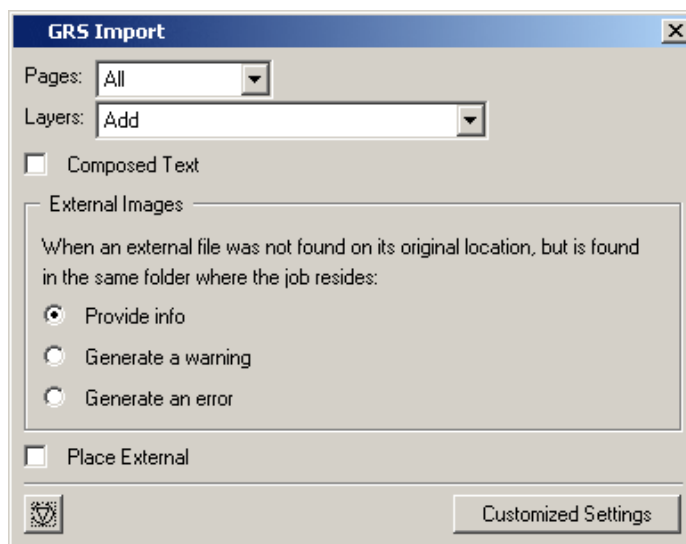 GRS Import
Pages: All
Layers: Add
Composed Text
External Images
When an external file was not found on its original location, but is found
in the same folder where the job resides:
Provide info
Generate a warning
Generate an error
Place External
Customized Settings